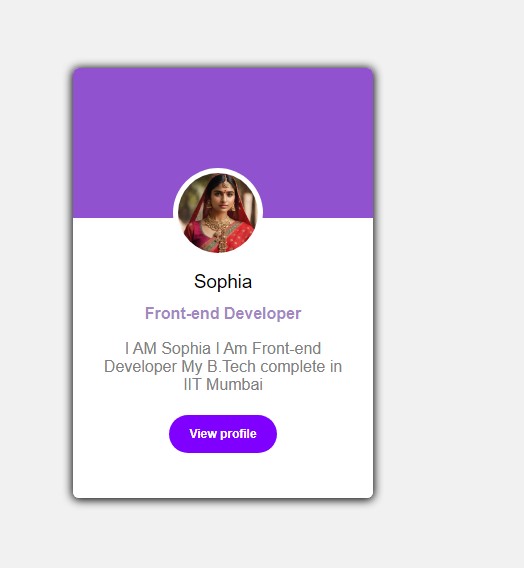 Sophia
Front-end Developer
I AM Sophia I Am Front-end
Developer My B.Tech complete in
IIT Mumbai
View profile